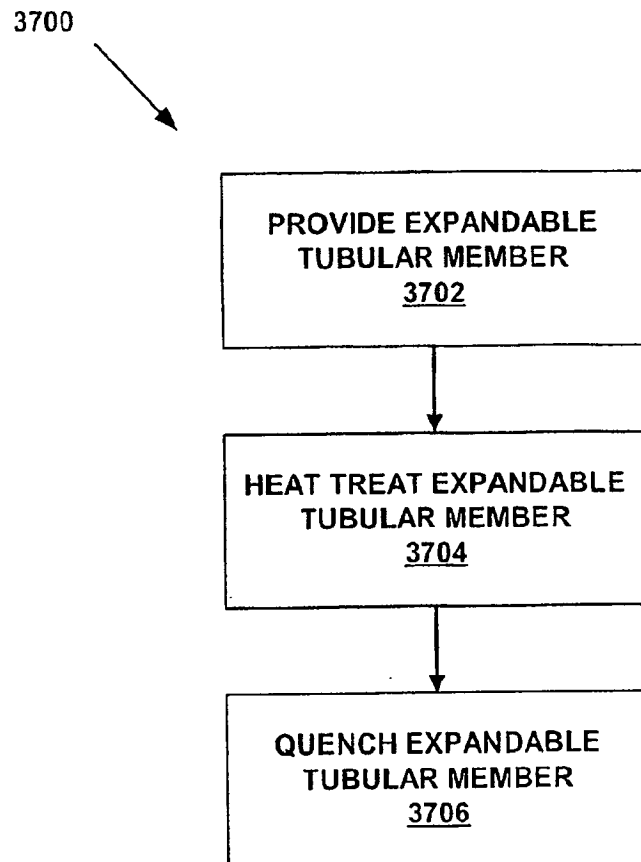 3700
PROVIDE EXPANDABLE
TUBULAR MEMBER
3702
HEAT TREAT EXPANDABLE
TUBULAR MEMBER
3704
QUENCH EXPANDABLE
TUBULAR MEMBER
3706